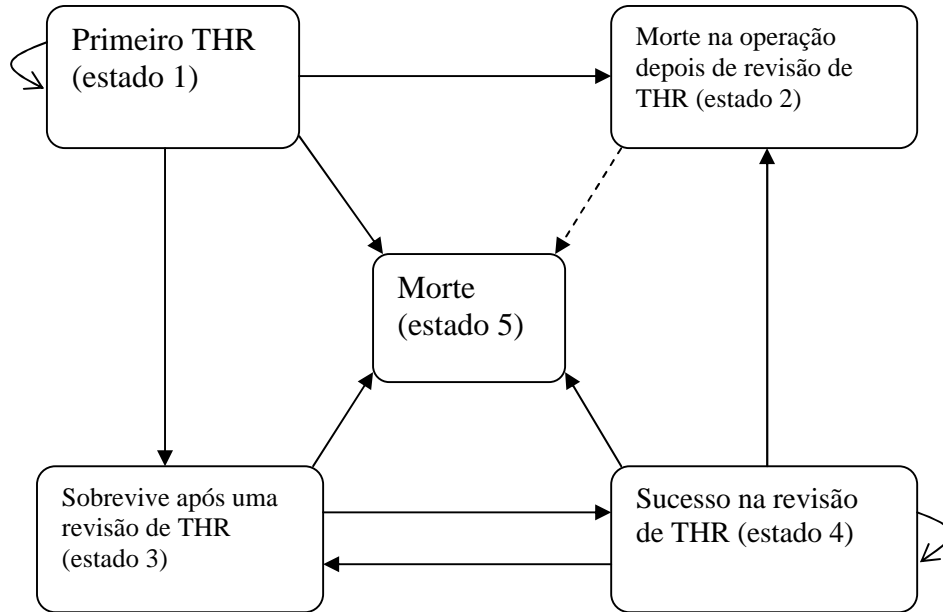 Primeiro THR
(estado 1)
Morte na operação
depois de revisão de
THR (estado 2)
Morte
(estado 5)
Sobrevive após uma
revisão de THR
(estado 3)
Sucesso na revisão
de THR (estado 4)